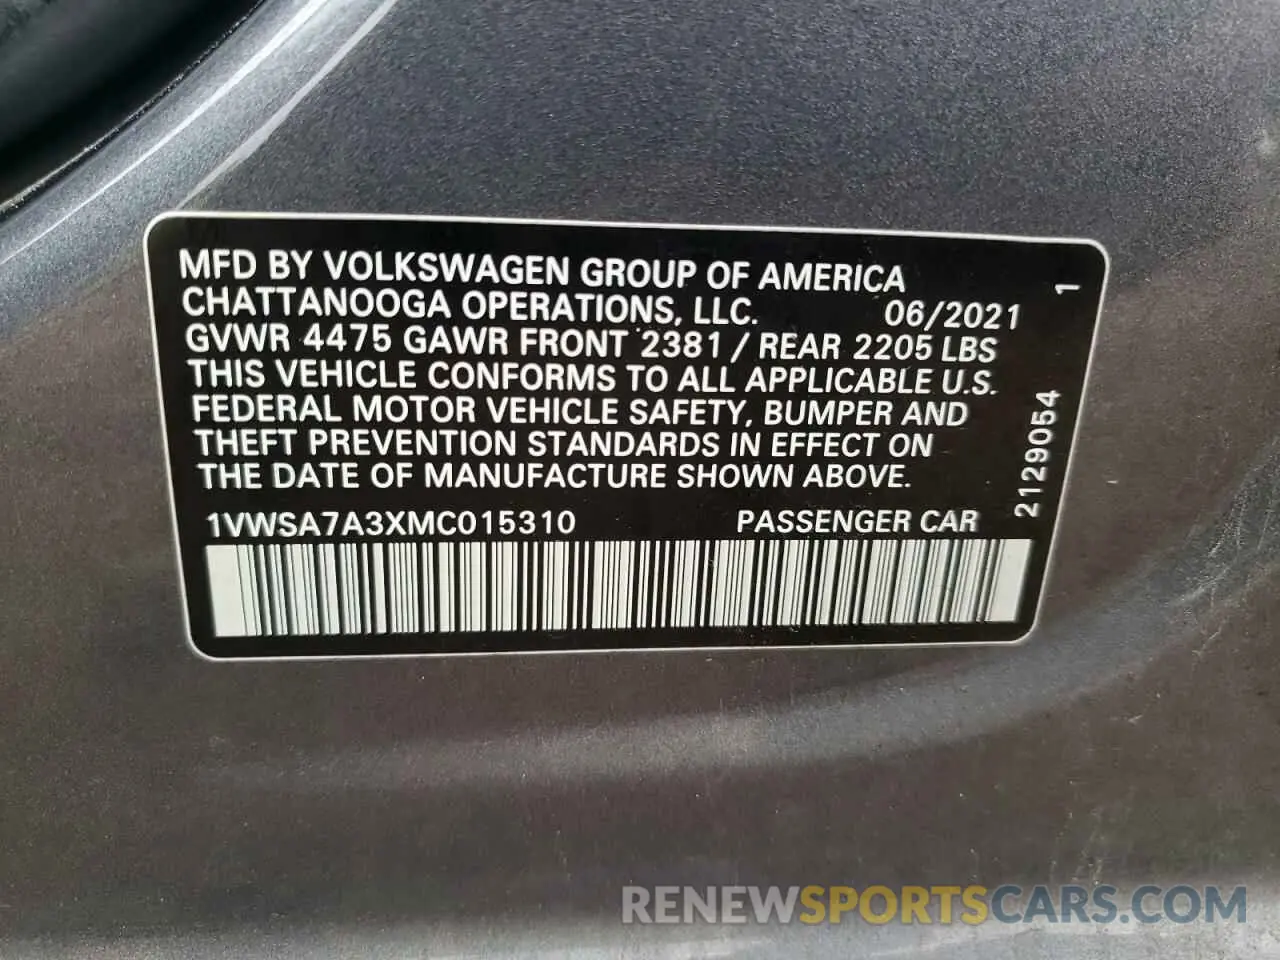 MFD BY VOLKSWAGEN GROUP OF AMERICA
CHATTANOOGA OPERATIONS, LLC. 06/2021
GVWR 4475 GAWR FRONT 2381 / REAR 2205 LBS
THIS VEHICLE CONFORMS TO ALL APPLICABLE U.S.
FEDERAL MOTOR VEHICLE SAFETY, BUMPER AND
THEFT PREVENTION STANDARDS IN EFFECT ON
THE DATE OF MANUFACTURE SHOWN ABOVE.
1VWSA7A3XMC015310 PASSENGER CAR
2129054 1
RENEWSPORTSCARS.COM